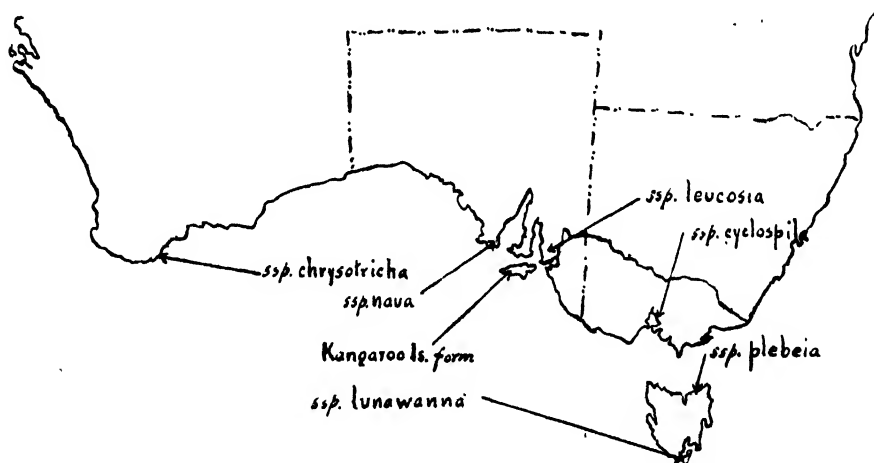 ssp. leucosia
ssp. cyclospila
ssp. chrysotricha
ssp. nava
Kangaroo Is. form
ssp. plebeia
ssp. lunawanna